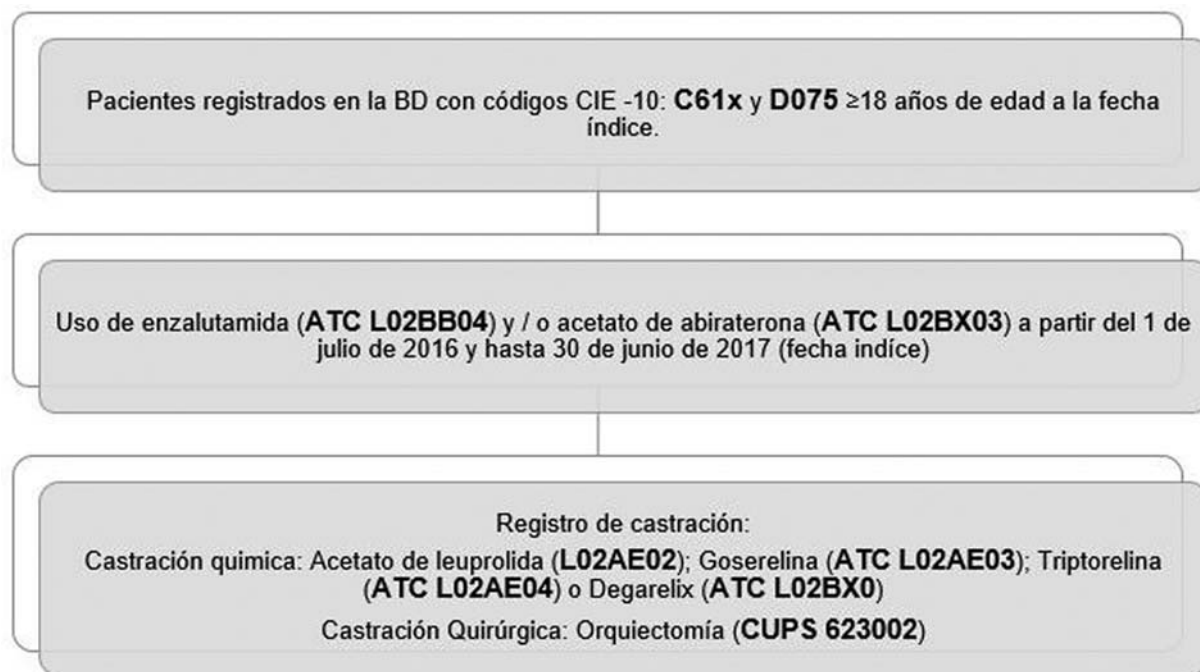 Pacientes registrados en la BD con códigos CIE -10: C61x y D075 ≥18 años de edad a la fecha
índice.
Uso de enzalutamida (ATC L02BB04) y / o acetato de abiraterona (ATC L02BX03) a partir del 1 de
julio de 2016 y hasta 30 de junio de 2017 (fecha indíce)
Registro de castración:
Castración quimica: Acetato de leuprolida (L02AE02); Goserelina (ATC L02AE03); Triptorelina
(ATC L02AE04) o Degarelix (ATC L02BX0)
Castración Quirúrgica: Orquiectomía (CUPS 623002)